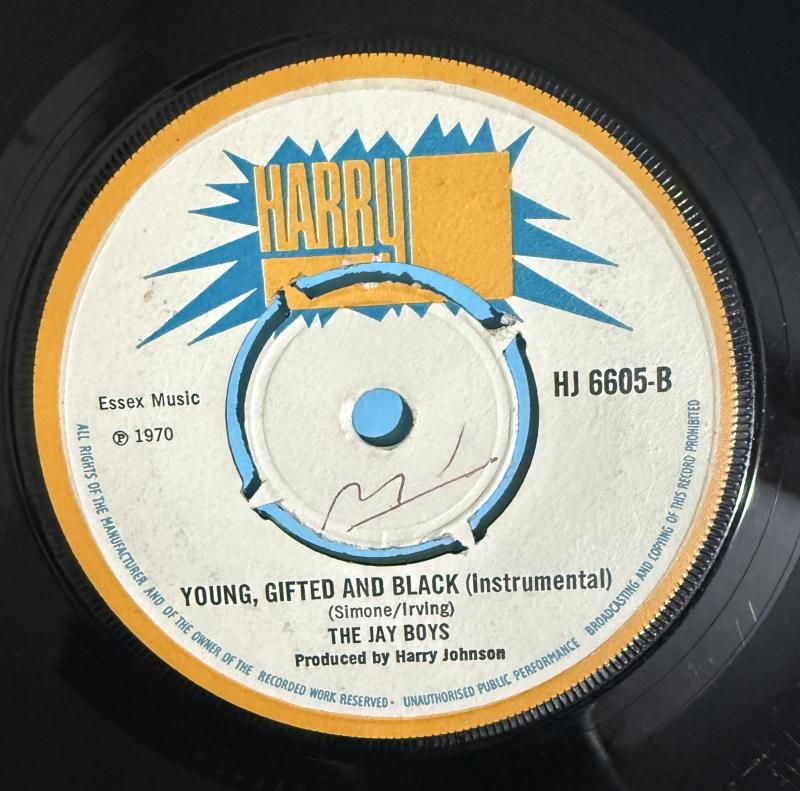 HARRY
HJ 6605-B
Essex Music
℗ 1970
YOUNG, GIFTED AND BLACK (Instrumental)
(Simone/Irving)
THE JAY BOYS
Produced by Harry Johnson
ALL RIGHTS OF THE MANUFACTURER AND OF THE OWNER OF THE RECORDED WORK RESERVED - UNAUTHORISED PUBLIC PERFORMANCE BROADCASTING AND COPYING OF THIS RECORD PROHIBITED